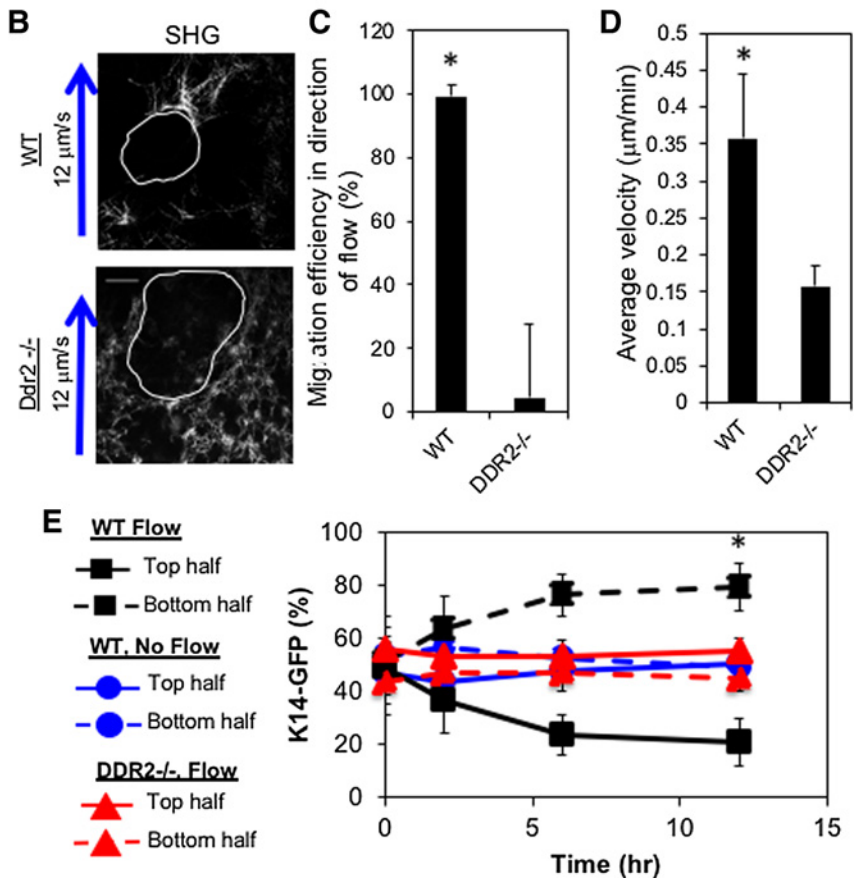 B
SHG
WT
12 μm/s
Ddr2 -/-
12 μm/s
C
Migration efficiency in direction
of flow (%)
120
100
80
60
40
20
0
*
WT
DDR2-/-
D
Average velocity (μm/min)
0.5
0.45
0.4
0.35
0.3
0.25
0.2
0.15
0.1
0.05
0
*
WT
DDR2-/-
E
WT Flow
Top half
Bottom half
WT, No Flow
Top half
Bottom half
DDR2-/-, Flow
Top half
Bottom half
K14-GFP (%)
100
80
60
40
20
0
*
0 5 10 15
Time (hr)